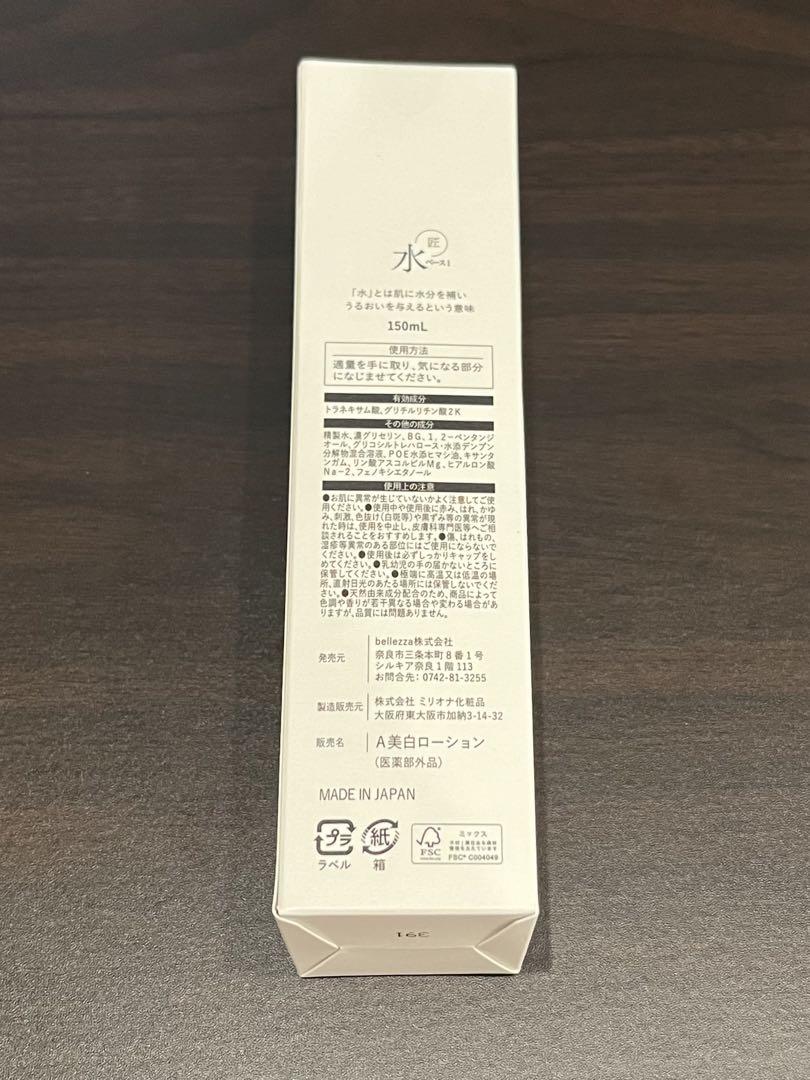 匠
水 ベース1
「水」とは肌に水分を補い
うるおいを与えるという意味
150mL
使用方法
適量を手に取り、気になる部分
になじませてください。
有効成分
トラネキサム酸、グリチルリチン酸2K
その他の成分
精製水、濃グリセリン、BG、1，2－ペンタンジ
オール、グリコシルトレハロース・水添デンプン
分解物混合溶液、POE水添ヒマシ油、キサンタ
ンガム、リン酸アスコルビルMg、ヒアルロン酸
Na－2、フェノキシエタノール
使用上の注意
●お肌に異常が生じていないかよく注意してご使
用ください。●使用中や使用後に赤み、はれ、かゆ
み、刺激、色抜け(白斑等)や黒ずみ等の異常が現
れた時は、使用を中止し、皮膚科専門医等へご相
談されることをおすすめします。●傷、はれもの、
湿疹等異常のある部位にはご使用にならないで
ください。●使用後は必ずしっかりキャップをし
めてください。●乳幼児の手の届かないところに
保管してください。●極端に高温又は低温の場
所、直射日光のあたる場所には保管しないでくだ
さい。●天然由来成分配合のため、商品によって
色調や香りが若干異なる場合や変わる場合があ
りますが、品質には問題ありません。
発売元
bellezza株式会社
奈良市三条本町8番1号
シルキア奈良1階113
お問合先：0742-81-3255
製造販売元
株式会社 ミリオナ化粧品
大阪府東大阪市加納3-14-32
販売名
A美白ローション
（医薬部外品）
MADE IN JAPAN
プラ
ラベル
紙
箱
FSC
ミックス
FSC® C004049
391